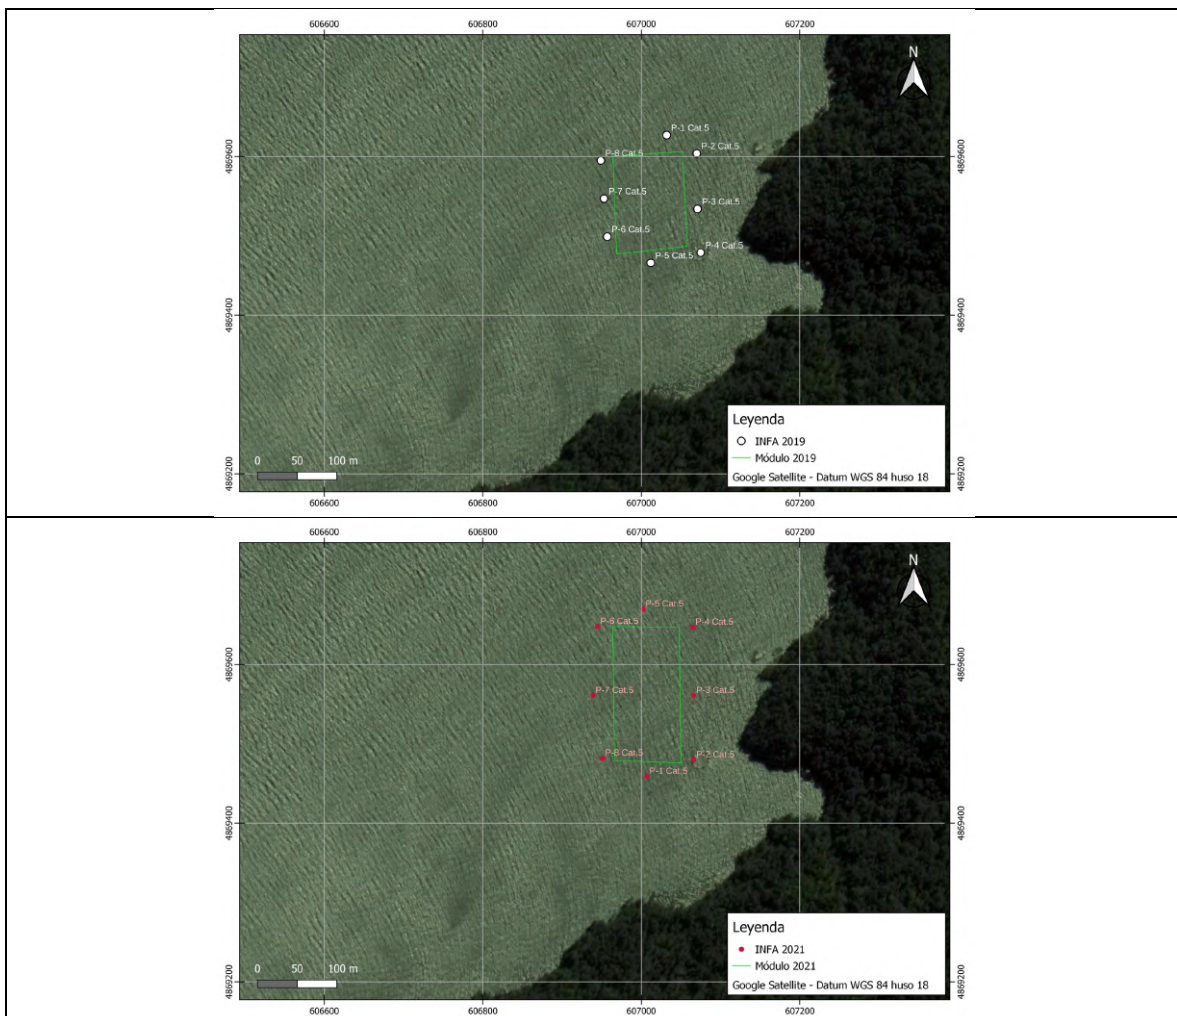 606600 606800 607000 607200
N
P-1 Cat.5
P-2 Cat.5
4869600 P-8 Cat.5 4869600
P-7 Cat.5
P-3 Cat.5
P-6 Cat.5
P-4 Cat.5
P-5 Cat.5
4869400 4869400
Leyenda
INFA 2019
0 50 100 m
Módulo 2019
4869200 4869200
Google Satellite - Datum WGS 84 huso 18
606600 606800 607000 607200
606600 606800 607000 607200
N
P-5 Cat.5
P-6 Cat.5 P-4 Cat.5
4869600 4869600
P-7 Cat.5 P-3 Cat.5
P-8 Cat.5 P-2 Cat.5
P-1 Cat.5
4869400 4869400
Leyenda
INFA 2021
0 50 100 m
Módulo 2021
4869200 4869200
Google Satellite - Datum WGS 84 huso 18
606600 606800 607000 607200